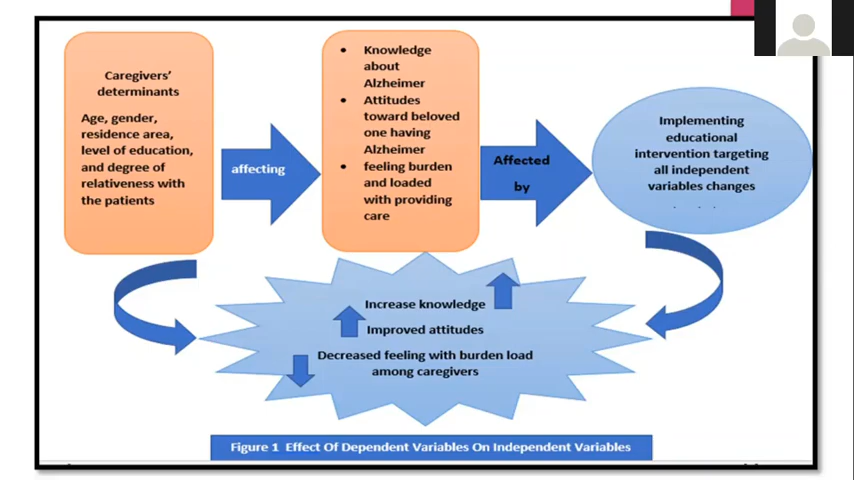 Caregivers'
determinants
Age, gender,
residence area,
level of education,
and degree of
relativeness with
the patients
affecting
• Knowledge
about
Alzheimer
• Attitudes
toward beloved
one having
Alzheimer
• feeling burden
and loaded
with providing
care
Affected
by
Implementing
educational
intervention targeting
all independent
variables changes
Increase knowledge
Improved attitudes
Decreased feeling with burden load
among caregivers
Figure 1 Effect Of Dependent Variables On Independent Variables